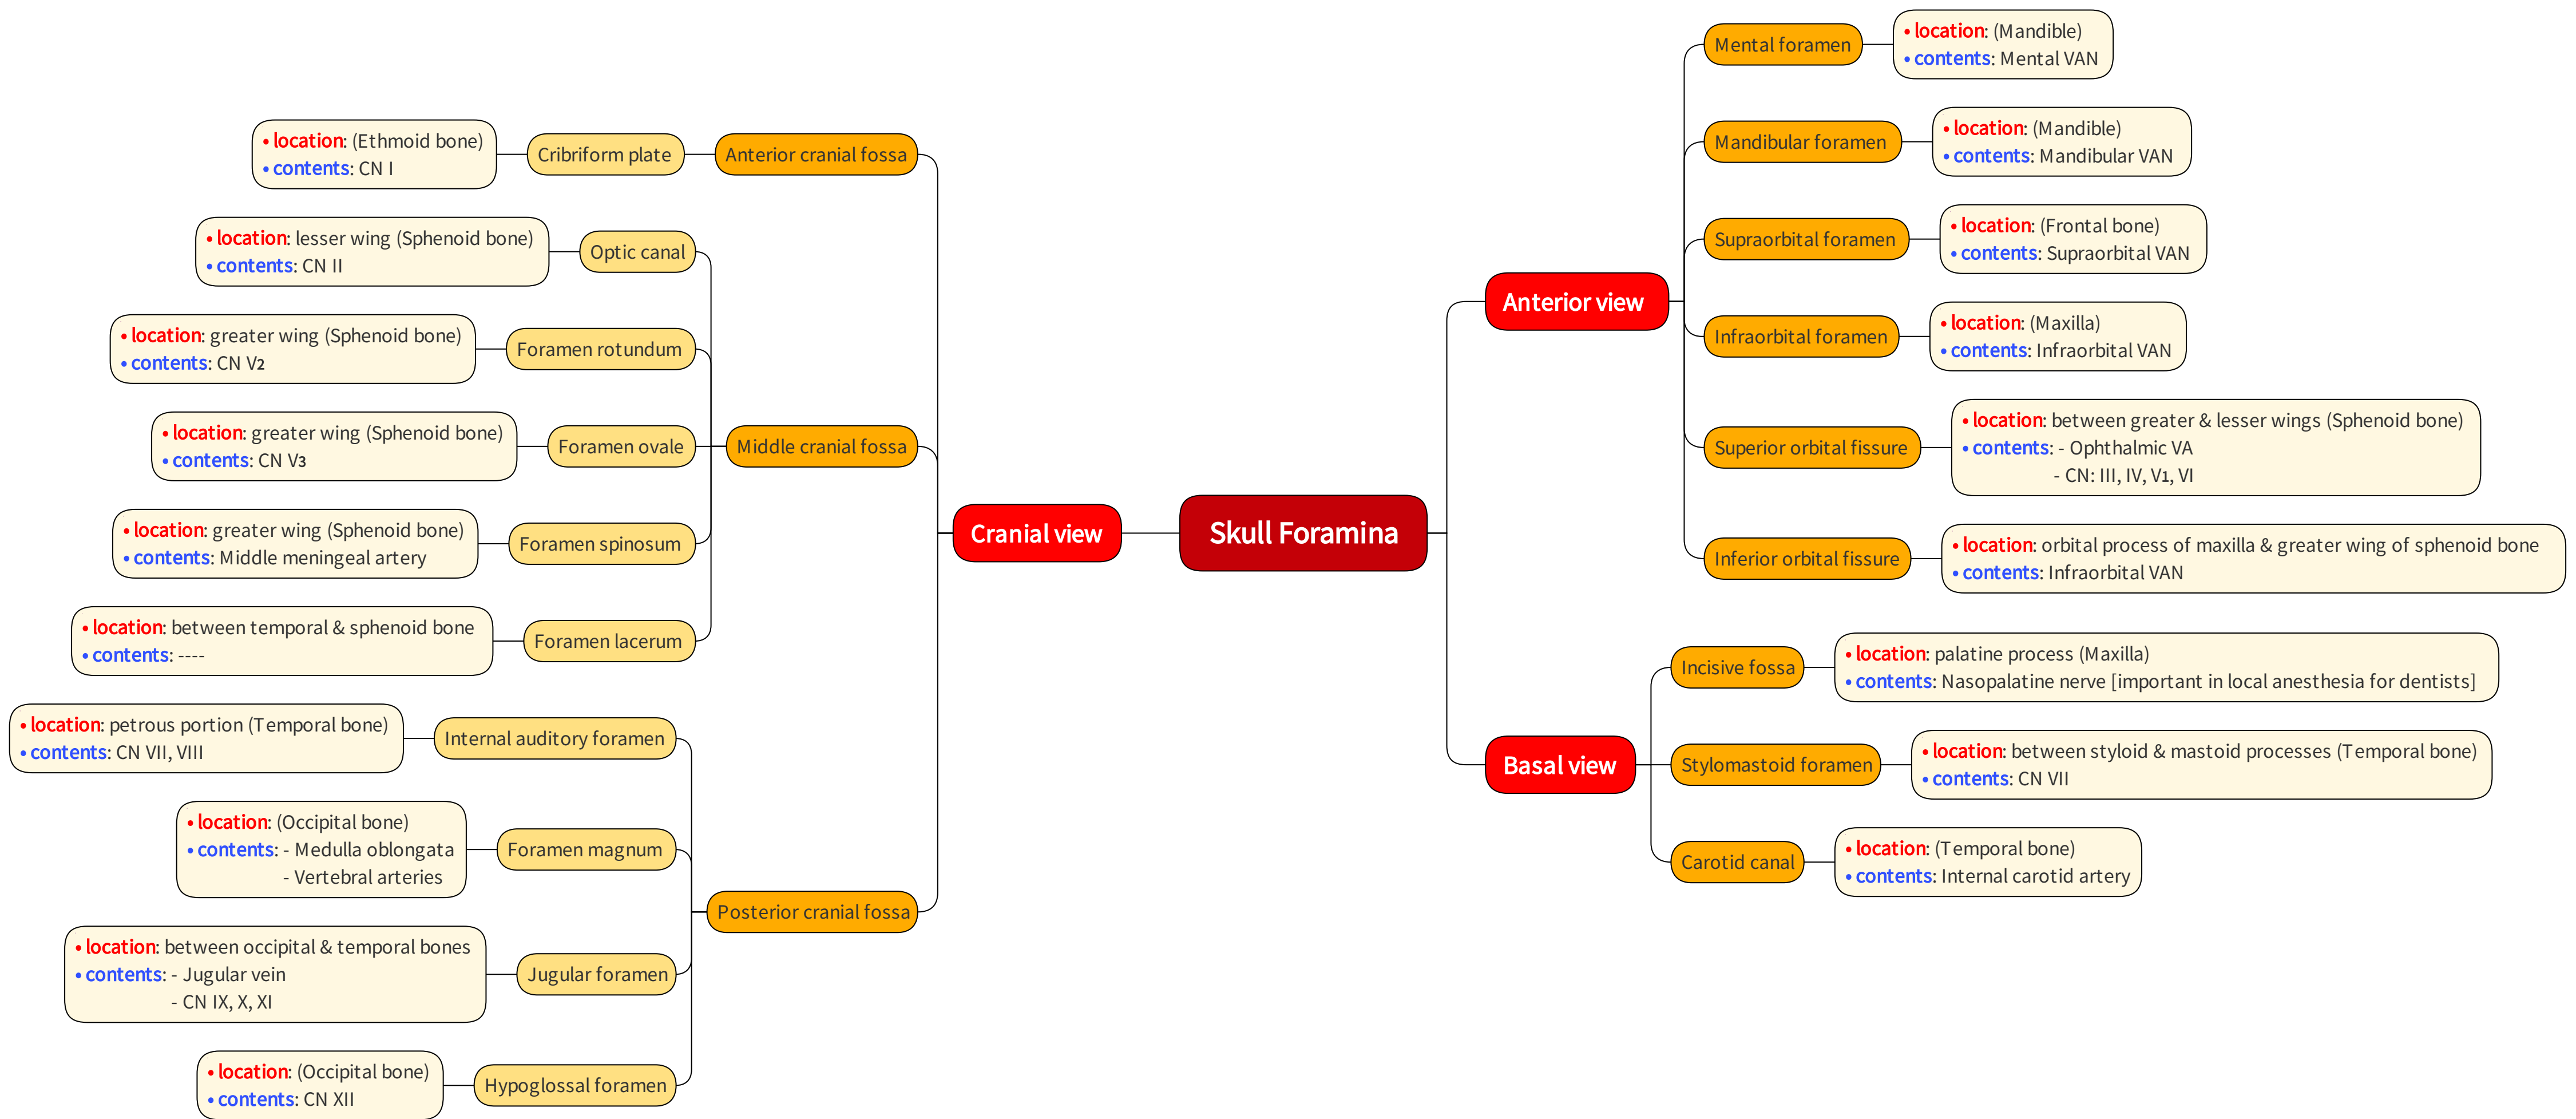 Skull Foramina
Cranial view
Anterior cranial fossa
Cribriform plate
• location: (Ethmoid bone)
• contents: CN I
Middle cranial fossa
Optic canal
• location: lesser wing (Sphenoid bone)
• contents: CN II
Foramen rotundum
• location: greater wing (Sphenoid bone)
• contents: CN V2
Foramen ovale
• location: greater wing (Sphenoid bone)
• contents: CN V3
Foramen spinosum
• location: greater wing (Sphenoid bone)
• contents: Middle meningeal artery
Foramen lacerum
• location: between temporal & sphenoid bone
• contents: ----
Posterior cranial fossa
Internal auditory foramen
• location: petrous portion (Temporal bone)
• contents: CN VII, VIII
Foramen magnum
• location: (Occipital bone)
• contents: - Medulla oblongata
- Vertebral arteries
Jugular foramen
• location: between occipital & temporal bones
• contents: - Jugular vein
- CN IX, X, XI
Hypoglossal foramen
• location: (Occipital bone)
• contents: CN XII
Anterior view
Mental foramen
• location: (Mandible)
• contents: Mental VAN
Mandibular foramen
• location: (Mandible)
• contents: Mandibular VAN
Supraorbital foramen
• location: (Frontal bone)
• contents: Supraorbital VAN
Infraorbital foramen
• location: (Maxilla)
• contents: Infraorbital VAN
Superior orbital fissure
• location: between greater & lesser wings (Sphenoid bone)
• contents: - Ophthalmic VA
- CN: III, IV, V1, VI
Inferior orbital fissure
• location: orbital process of maxilla & greater wing of sphenoid bone
• contents: Infraorbital VAN
Basal view
Incisive fossa
• location: palatine process (Maxilla)
• contents: Nasopalatine nerve [important in local anesthesia for dentists]
Stylomastoid foramen
• location: between styloid & mastoid processes (Temporal bone)
• contents: CN VII
Carotid canal
• location: (Temporal bone)
• contents: Internal carotid artery